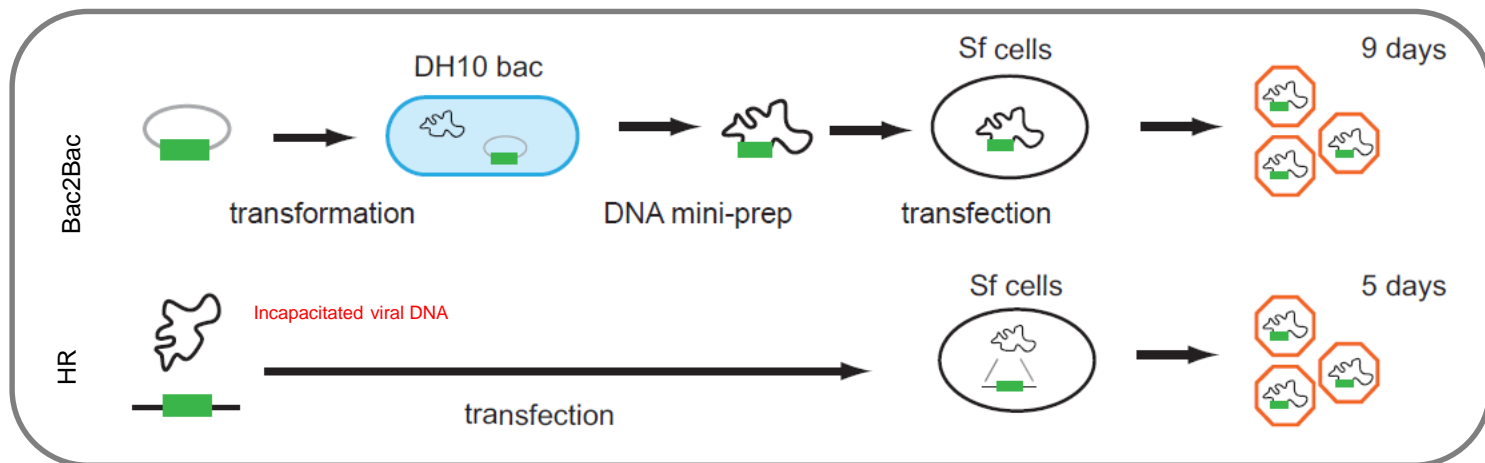 Bac2Bac
DH10 bac
Sf cells
9 days
transformation
DNA mini-prep
transfection
HR
Incapacitated viral DNA
Sf cells
5 days
transfection